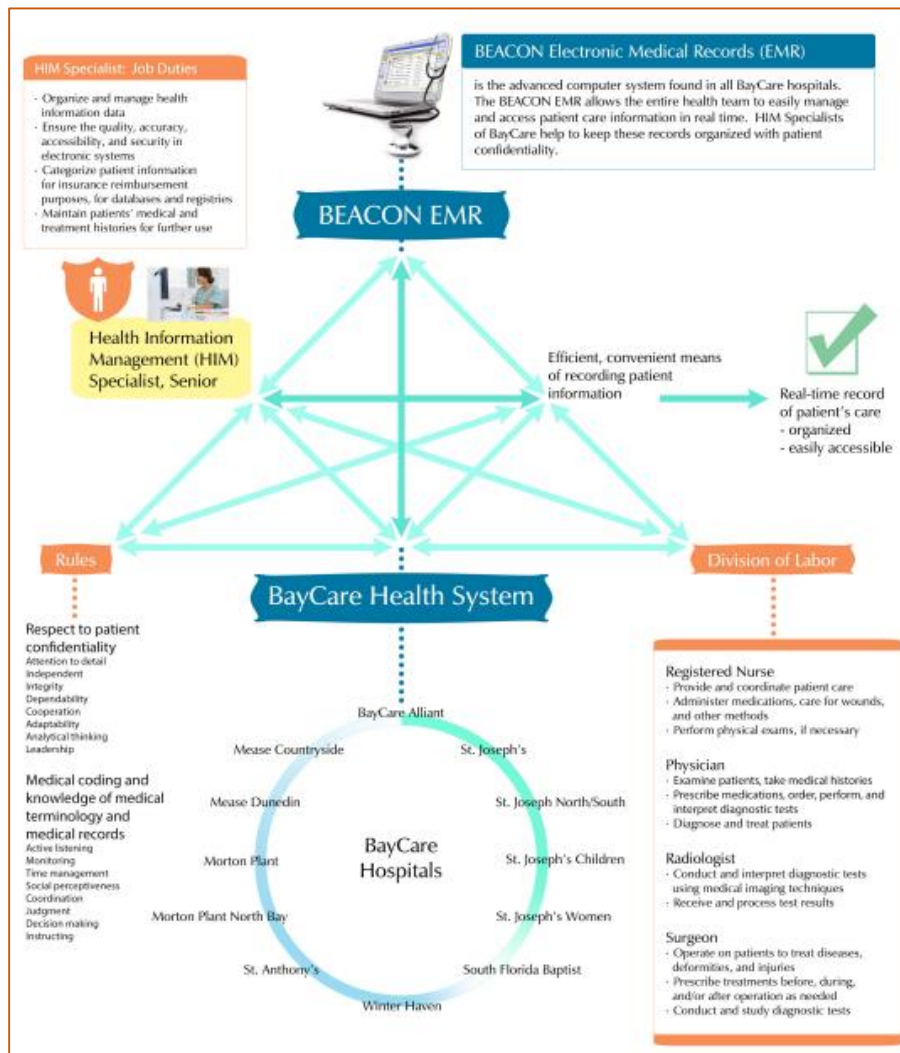 HIM Specialist: Job Duties
· Organize and manage health
information data
· Ensure the quality, accuracy,
accessibility, and security in
electronic systems
· Categorize patient information
for insurance reimbursement
purposes, for databases and registries
· Maintain patients' medical and
treatment histories for further use
BEACON Electronic Medical Records (EMR)
is the advanced computer system found in all BayCare hospitals.
The BEACON EMR allows the entire health team to easily manage
and access patient care information in real time. HIM Specialists
of BayCare help to keep these records organized with patient
confidentiality.
BEACON EMR
Health Information
Management (HIM)
Specialist, Senior
Efficient, convenient means
of recording patient
information
Real-time record
of patient's care
- organized
- easily accessible
Rules
BayCare Health System
Division of Labor
Respect to patient
confidentiality
Attention to detail
Independent
Integrity
Dependability
Cooperation
Adaptability
Analytical thinking
Leadership
Medical coding and
knowledge of medical
terminology and
medical records
Active listening
Monitoring
Time management
Social perceptiveness
Coordination
Judgment
Decision making
Instructing
BayCare Alliant
Mease Countryside
St. Joseph's
Mease Dunedin
St. Joseph North/South
BayCare
Hospitals
Morton Plant
St. Joseph's Children
Morton Plant North Bay
St. Joseph's Women
St. Anthony's
South Florida Baptist
Winter Haven
Registered Nurse
· Provide and coordinate patient care
· Administer medications, care for wounds,
and other methods
· Perform physical exams, if necessary
Physician
· Examine patients, take medical histories
· Prescribe medications, order, perform, and
interpret diagnostic tests
· Diagnose and treat patients
Radiologist
· Conduct and interpret diagnostic tests
using medical imaging techniques
· Receive and process test results
Surgeon
· Operate on patients to treat diseases,
deformities, and injuries
· Prescribe treatments before, during,
and/or after operation as needed
· Conduct and study diagnostic tests